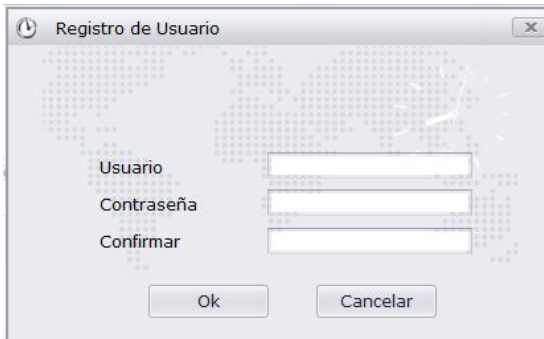 Registro de Usuario
Usuario
Contraseña
Confirmar
Ok Cancelar